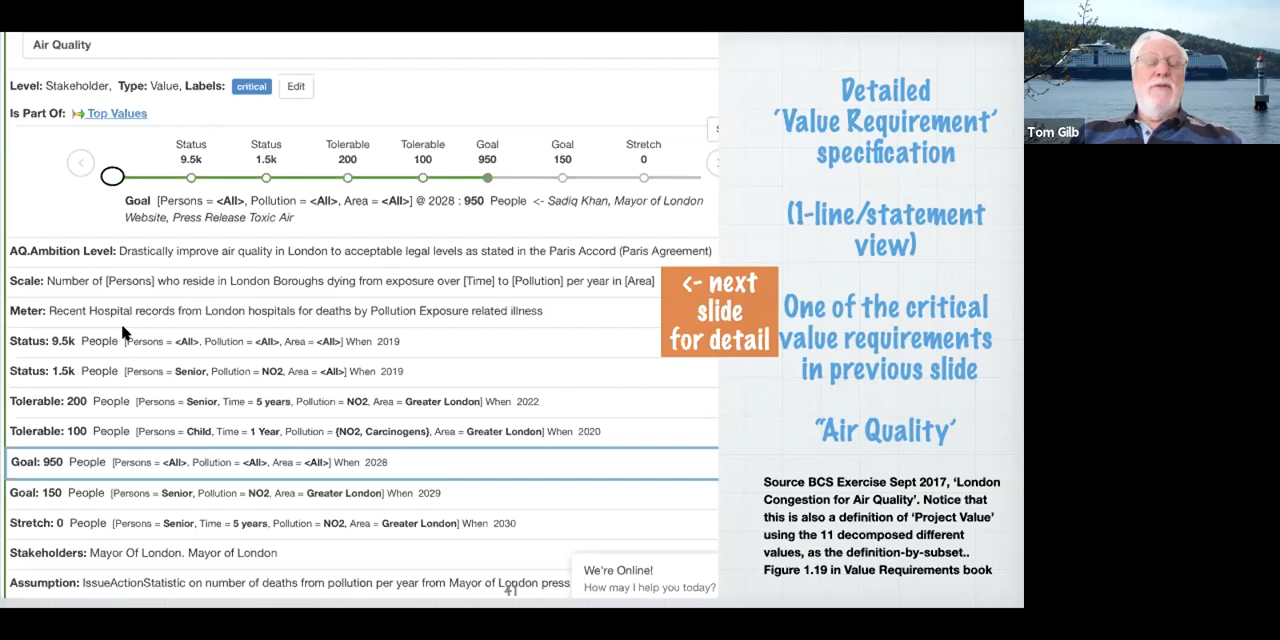 Air Quality
Level: Stakeholder, Type: Value, Labels: critical Edit
Is Part Of: Top Values
Status Status Tolerable Tolerable Goal Goal Stretch
9.5k 1.5k 200 100 950 150 0
Goal [Persons = <All>, Pollution = <All>, Area = <All>] @ 2028 : 950 People <- Sadiq Khan, Mayor of London
Website, Press Release Toxic Air
AQ.Ambition Level: Drastically improve air quality in London to acceptable legal levels as stated in the Paris Accord (Paris Agreement)
Scale: Number of [Persons] who reside in London Boroughs dying from exposure over [Time] to [Pollution] per year in [Area]
Meter: Recent Hospital records from London hospitals for deaths by Pollution Exposure related illness
Status: 9.5k People [Persons = <All>, Pollution = <All>, Area = <All>] When 2019
Status: 1.5k People [Persons = Senior, Pollution = NO2, Area = <All>] When 2019
Tolerable: 200 People [Persons = Senior, Time = 5 years, Pollution = NO2, Area = Greater London] When 2022
Tolerable: 100 People [Persons = Child, Time = 1 Year, Pollution = {NO2, Carcinogens}, Area = Greater London] When 2020
Goal: 950 People [Persons = <All>, Pollution = <All>, Area = <All>] When 2028
Goal: 150 People [Persons = Senior, Pollution = NO2, Area = Greater London] When 2029
Stretch: 0 People [Persons = Senior, Time = 5 years, Pollution = NO2, Area = Greater London] When 2030
Stakeholders: Mayor Of London. Mayor of London
Assumption: IssueActionStatistic on number of deaths from pollution per year from Mayor of London press
41
We're Online!
How may I help you today?
<- next
slide
for detail
Detailed
'Value Requirement'
specification
(1-line/statement
view)
One of the critical
value requirements
in previous slide
"Air Quality'
Source BCS Exercise Sept 2017, 'London
Congestion for Air Quality'. Notice that
this is also a definition of 'Project Value'
using the 11 decomposed different
values, as the definition-by-subset..
Figure 1.19 in Value Requirements book
Tom Gilb